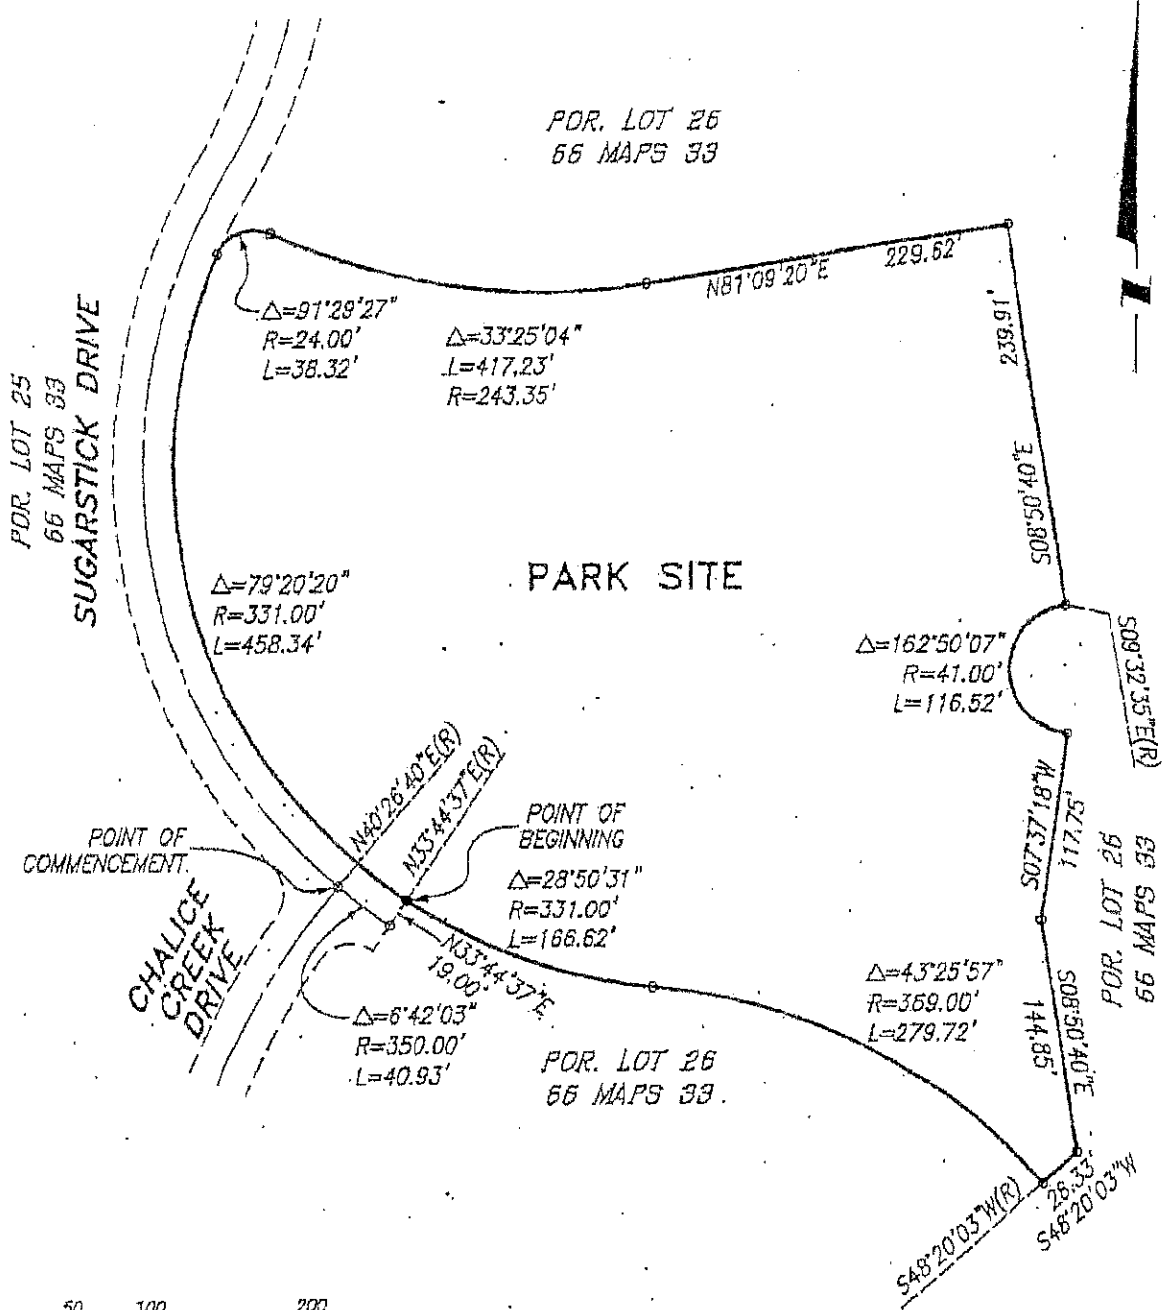 POR. LOT 26
66 MAPS 33
N81°09'20"E
229.62'
Δ=91°29'27"
R=24.00'
L=38.32'
Δ=33°25'04"
L=417.23'
R=243.35'
239.91'
S08°50'40"E
POR. LOT 25
66 MAPS 33
SUGARSTICK DRIVE
PARK SITE
Δ=79°20'20"
R=331.00'
L=458.34'
Δ=162°50'07"
R=41.00'
L=116.52'
S09°32'35"E(R)
N40°26'40"E(R)
N33°44'37"E(R)
POINT OF
COMMENCEMENT.
POINT OF
BEGINNING
S07°37'18"W
117.75'
POR. LOT 26
66 MAPS 33
Δ=28°50'31"
R=331.00'
L=166.62'
CHALICE
CREEK
DRIVE
N33°44'37"E
19.00'
Δ=43°25'57"
R=369.00'
L=279.72'
S08°50'40"E
144.85'
Δ=6°42'03"
R=350.00'
L=40.93'
POR. LOT 26
66 MAPS 33.
28.33'
S48°20'03"W
S48°20'03"W(R)
50 100 200